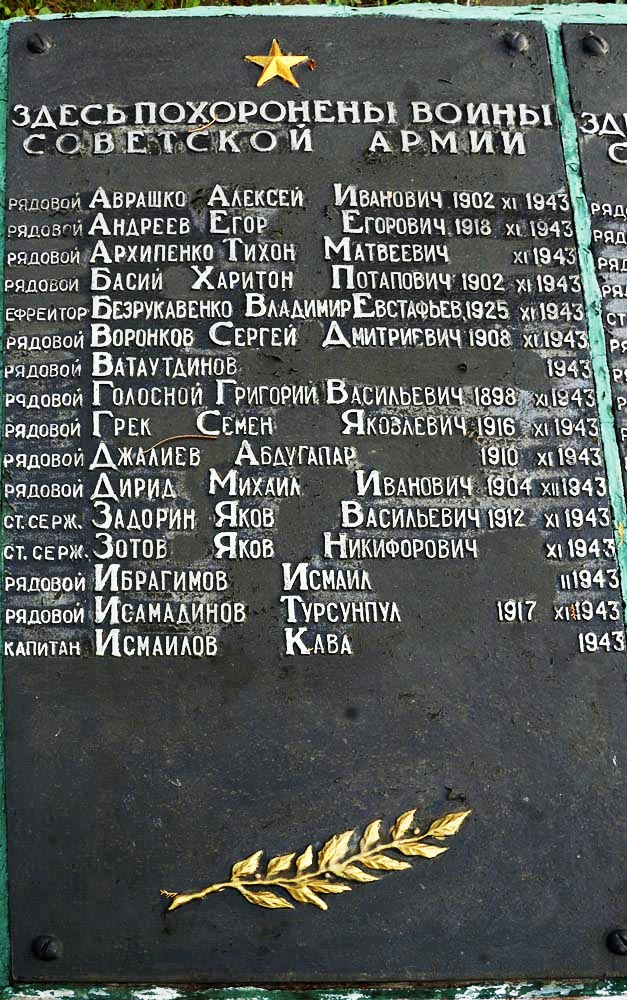 ЗДЕСЬ ПОХОРОНЕНЫ ВОИНЫ
СОВЕТСКОЙ АРМИИ
РЯДОВОЙ АВРАШКО АЛЕКСЕЙ ИВАНОВИЧ 1902 XI 1943
РЯДОВОЙ АНДРЕЕВ ЕГОР ЕГОРОВИЧ 1918 XI 1943
РЯДОВОЙ АРХИПЕНКО ТИХОН МАТВЕЕВИЧ XI 1943
РЯДОВОЙ БАСИЙ ХАРИТОН ПОТАПОВИЧ 1902 XI 1943
ЕФРЕЙТОР БЕЗРУКАВЕНКО ВЛАДИМИР ЕВСТАФЬЕВ. 1925 XI 1943
РЯДОВОЙ ВОРОНКОВ СЕРГЕЙ ДМИТРИЕВИЧ 1908 XI 1943
РЯДОВОЙ ВАТАУТДИНОВ 1943
РЯДОВОЙ ГОЛОСНОЙ ГРИГОРИЙ ВАСИЛЬЕВИЧ 1898 XI 1943
РЯДОВОЙ ГРЕК СЕМЕН ЯКОВЛЕВИЧ 1916 XI 1943
РЯДОВОЙ ДЖАЛИЕВ АБДУГАПАР 1910 XI 1943
РЯДОВОЙ ДИРИД МИХАИЛ ИВАНОВИЧ 1904 XII 1943
СТ. СЕРЖ. ЗАДОРИН ЯКОВ ВАСИЛЬЕВИЧ 1912 XI 1943
СТ. СЕРЖ. ЗОТОВ ЯКОВ НИКИФОРОВИЧ XI 1943
РЯДОВОЙ ИБРАГИМОВ ИСМАИЛ II 1943
РЯДОВОЙ ИСАМАДИНОВ ТУРСУНПУЛ 1917 XI 1943
КАПИТАН ИСМАИЛОВ КАВА 1943